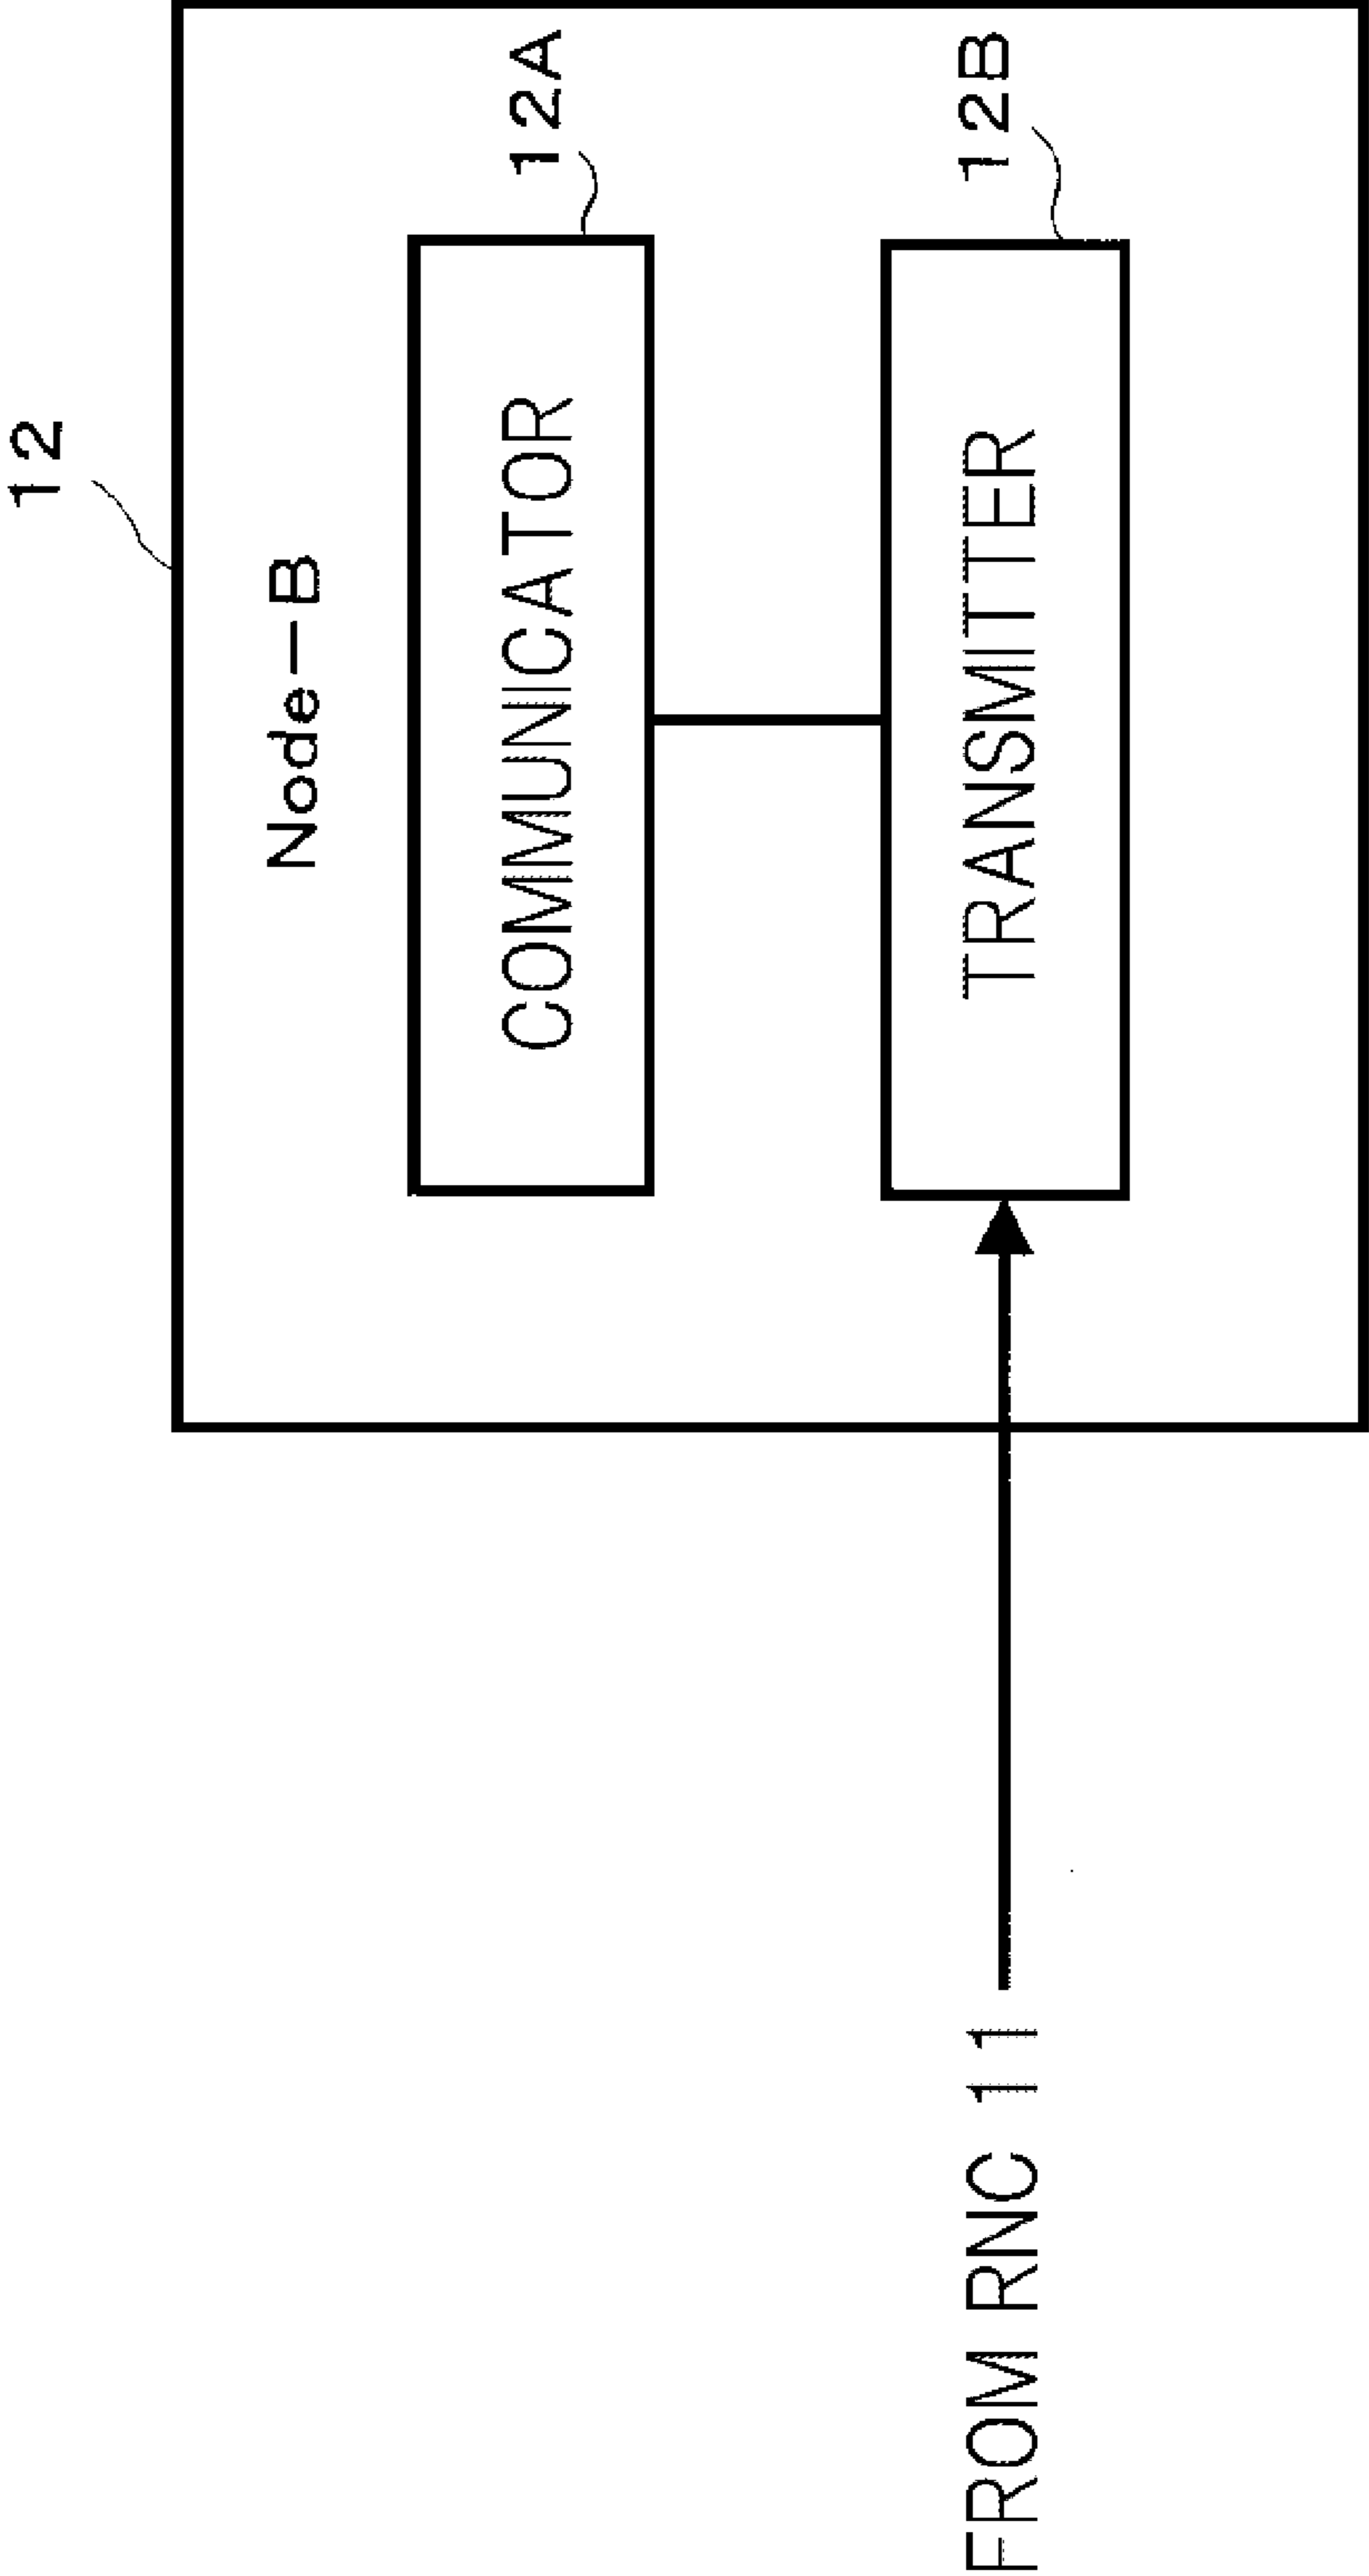 12
Node-B
COMMUNICATOR
12A
TRANSMITTER
12B
FROM RNC 11